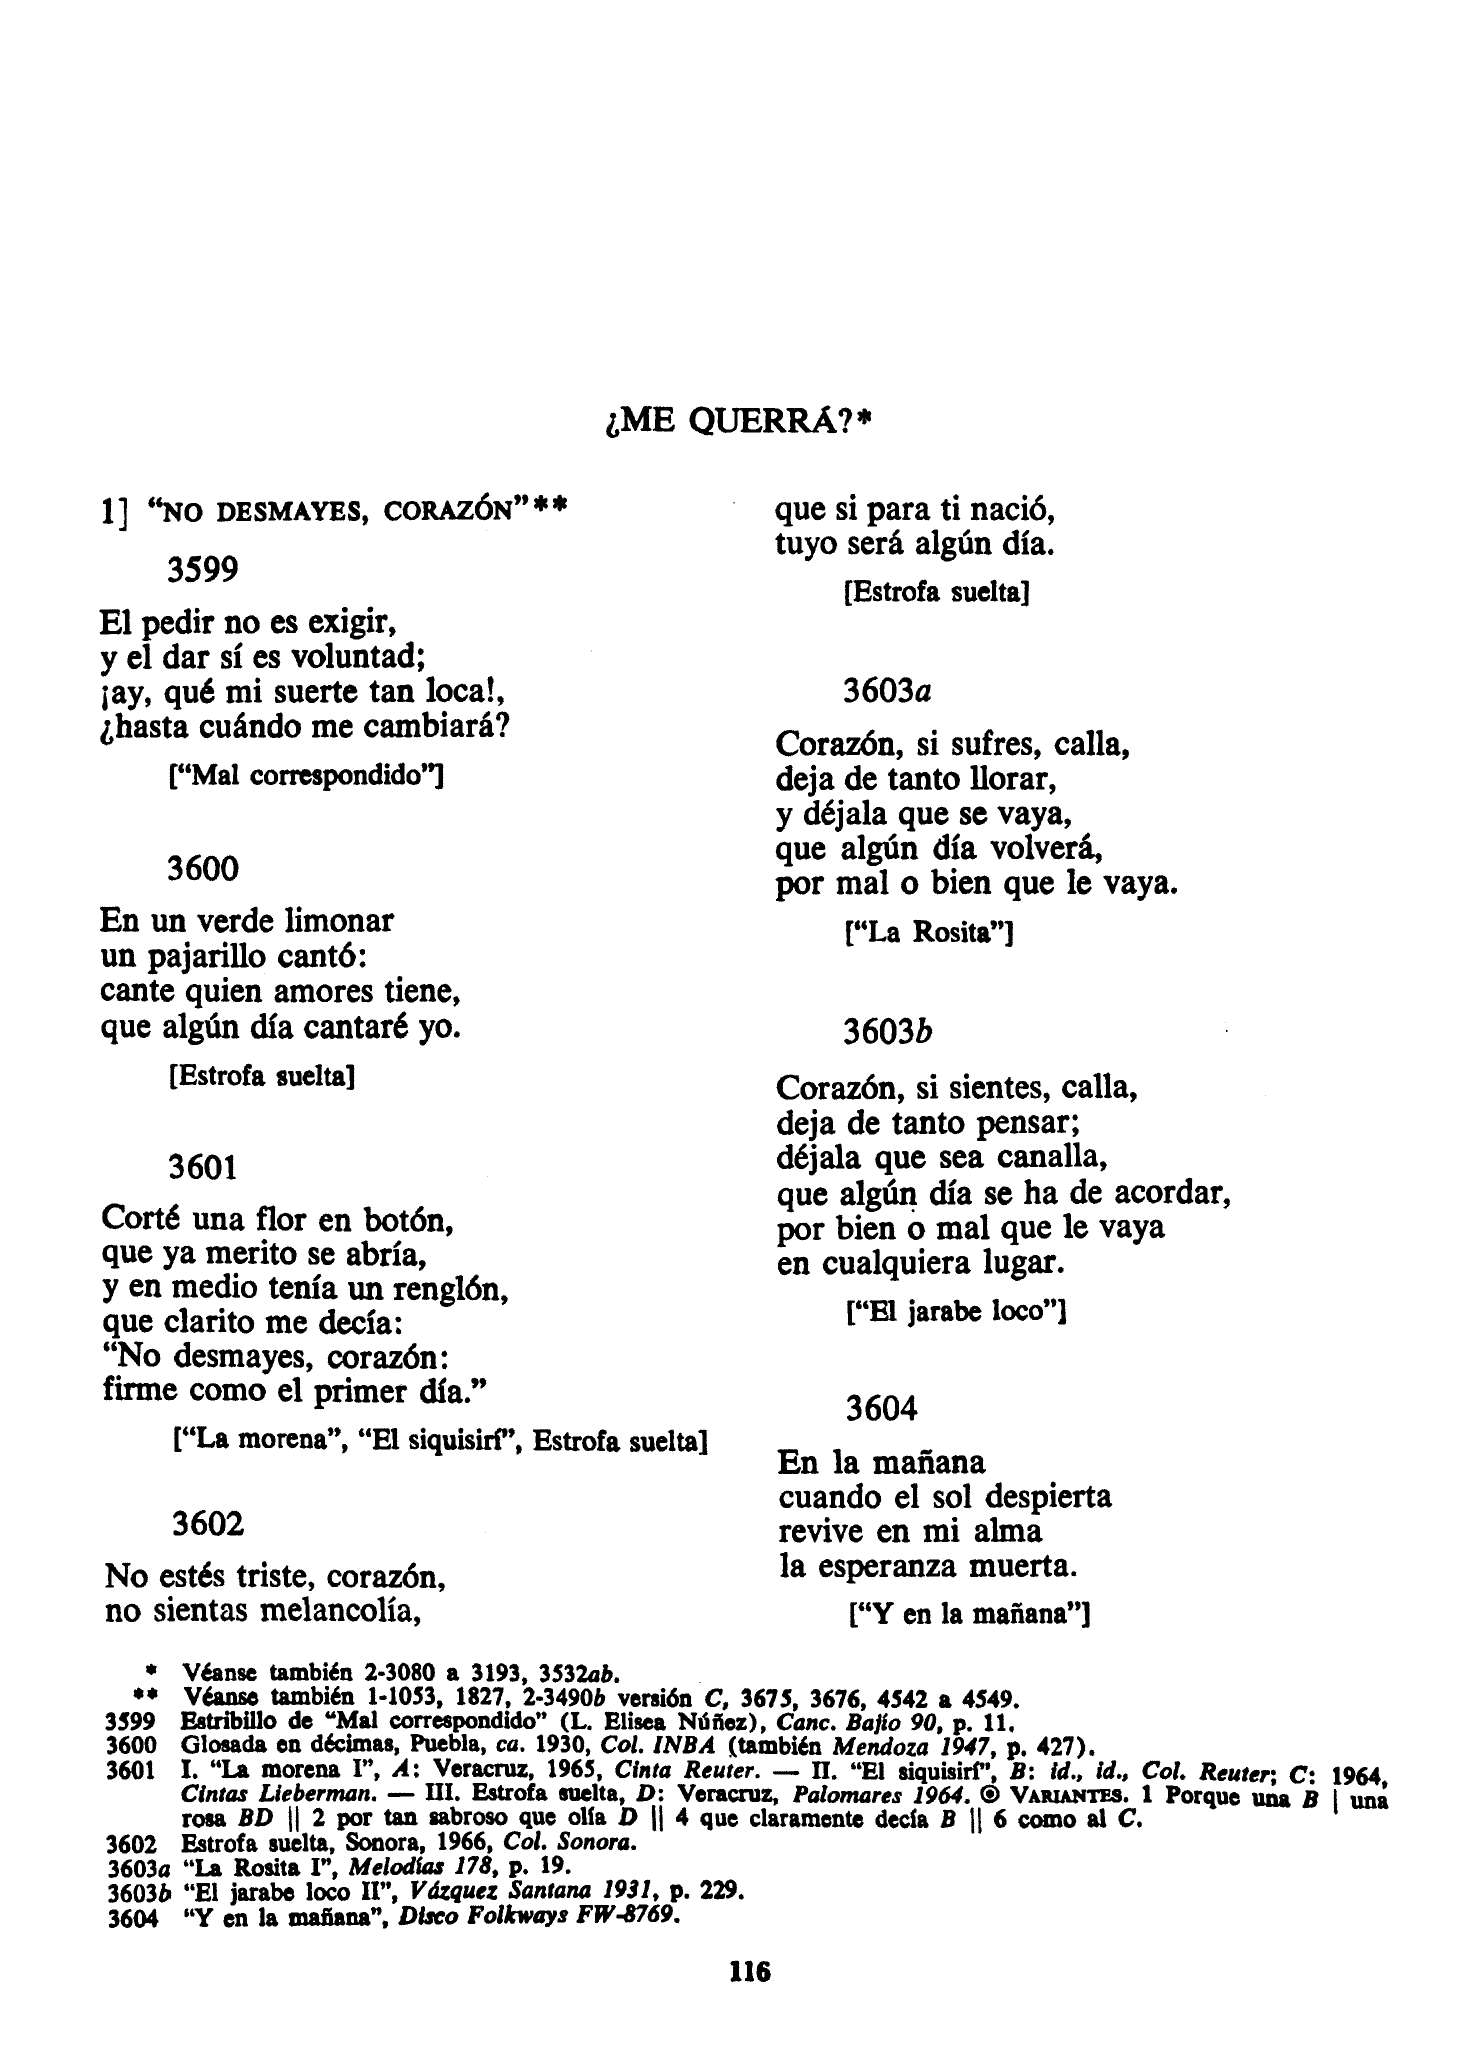 ¿ME QUERRÁ?*
1] “NO DESMAYES, CORAZÓN”**
3599
El pedir no es exigir,
y el dar sí es voluntad;
¡ay, qué mi suerte tan loca!,
¿hasta cuándo me cambiará?
[“Mal correspondido”]
3600
En un verde limonar
un pajarillo cantó:
cante quien amores tiene,
que algún día cantaré yo.
[Estrofa suelta]
3601
Corté una flor en botón,
que ya merito se abría,
y en medio tenía un renglón,
que clarito me decía:
“No desmayes, corazón:
firme como el primer día.”
[“La morena”, “El siquisirí”, Estrofa suelta]
3602
No estés triste, corazón,
no sientas melancolía,
que si para ti nació,
tuyo será algún día.
[Estrofa suelta]
3603a
Corazón, si sufres, calla,
deja de tanto llorar,
y déjala que se vaya,
que algún día volverá,
por mal o bien que le vaya.
[“La Rosita”]
3603b
Corazón, si sientes, calla,
deja de tanto pensar;
déjala que sea canalla,
que algún día se ha de acordar,
por bien o mal que le vaya
en cualquiera lugar.
[“El jarabe loco”]
3604
En la mañana
cuando el sol despierta
revive en mi alma
la esperanza muerta.
[“Y en la mañana”]
* Véanse también 2-3080 a 3193, 3532ab.
** Véanse también 1-1053, 1827, 2-3490b versión C, 3675, 3676, 4542 a 4549.
3599 Estribillo de “Mal correspondido” (L. Elisea Núñez), Canc. Bajío 90, p. 11.
3600 Glosada en décimas, Puebla, ca. 1930, Col. INBA (también Mendoza 1947, p. 427).
3601 I. “La morena I”, A: Veracruz, 1965, Cinta Reuter. — II. “El siquisirí”, B: id., id., Col. Reuter; C: 1964,
Cintas Lieberman. — III. Estrofa suelta, D: Veracruz, Palomares 1964. ® VARIANTES. 1 Porque una B | una
rosa BD || 2 por tan sabroso que olía D || 4 que claramente decía B || 6 como al C.
3602 Estrofa suelta, Sonora, 1966, Col. Sonora.
3603a “La Rosita I”, Melodías 178, p. 19.
3603b “El jarabe loco II”, Vázquez Santana 1931, p. 229.
3604 “Y en la mañana”, Disco Folkways FW-8769.
116